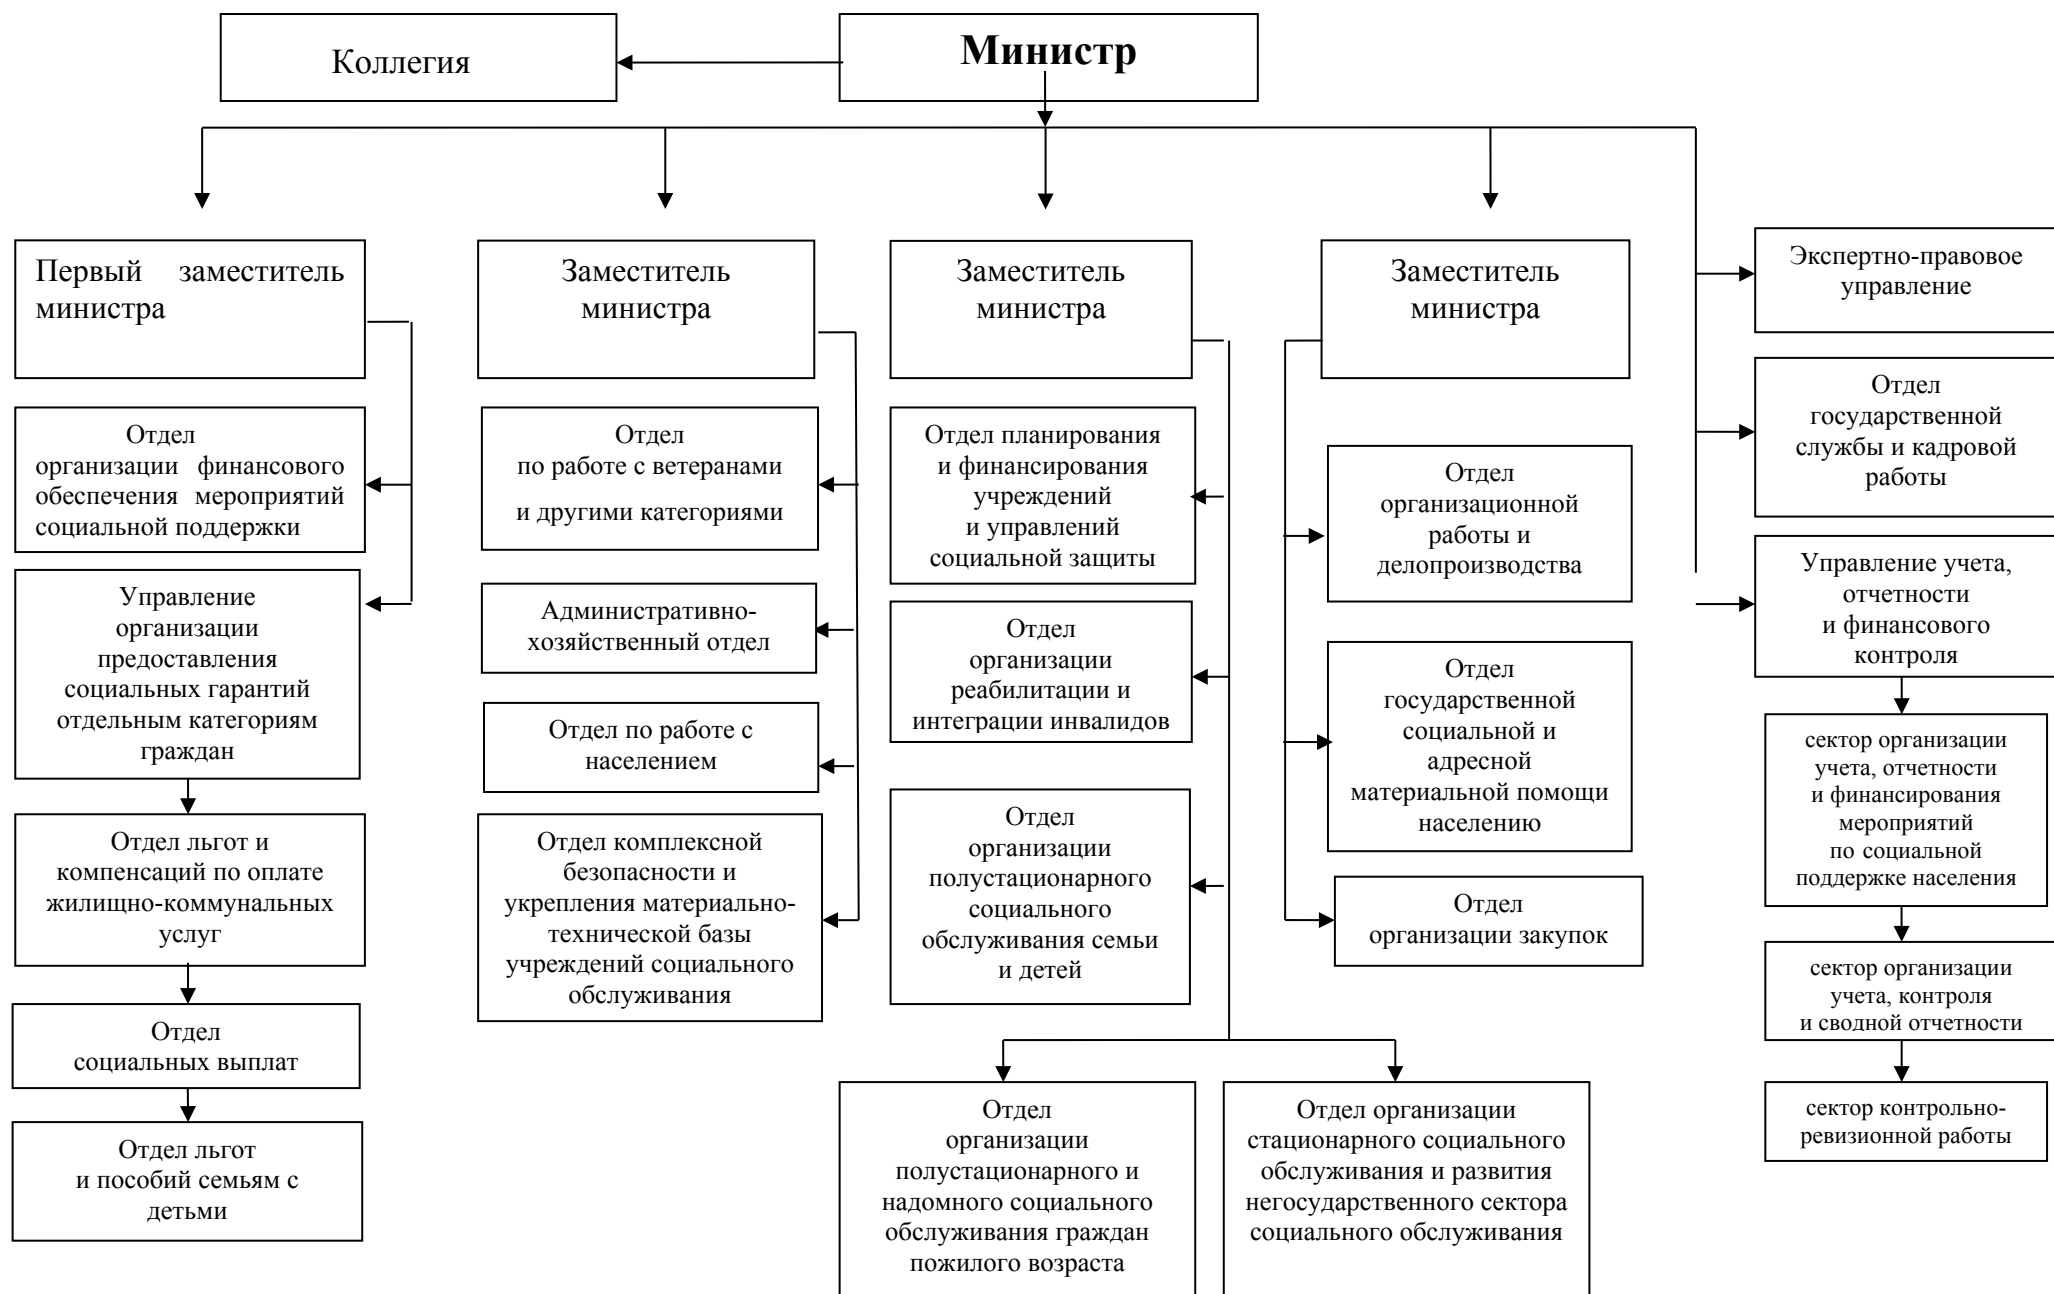 Коллегия
Министр
Первый заместитель
министра
Заместитель
министра
Заместитель
министра
Заместитель
министра
Экспертно-правовое
управление
Отдел
организации финансового
обеспечения мероприятий
социальной поддержки
Управление
организации
предоставления
социальных гарантий
отдельным категориям
граждан
Отдел льгот и
компенсаций по оплате
жилищно-коммунальных
услуг
Отдел
социальных выплат
Отдел льгот
и пособий семьям с
детьми
Отдел
по работе с ветеранами
и другими категориями
Административно-
хозяйственный отдел
Отдел по работе с
населением
Отдел комплексной
безопасности и
укрепления материально-
технической базы
учреждений социального
обслуживания
Отдел планирования
и финансирования
учреждений
и управлений
социальной защиты
Отдел
организации
реабилитации и
интеграции инвалидов
Отдел
организации
полустационарного
социального
обслуживания семьи
и детей
Отдел
организации
полустационарного и
надомного социального
обслуживания граждан
пожилого возраста
Отдел организации
стационарного социального
обслуживания и развития
негосударственного сектора
социального обслуживания
Отдел
организационной
работы и
делопроизводства
Отдел
государственной
социальной и
адресной
материальной помощи
населению
Отдел
организации закупок
Отдел
государственной
службы и кадровой
работы
Управление учета,
отчетности
и финансового
контроля
сектор организации
учета, отчетности
и финансирования
мероприятий
по социальной
поддержке населения
сектор организации
учета, контроля
и сводной отчетности
сектор контрольно-
ревизионной работы